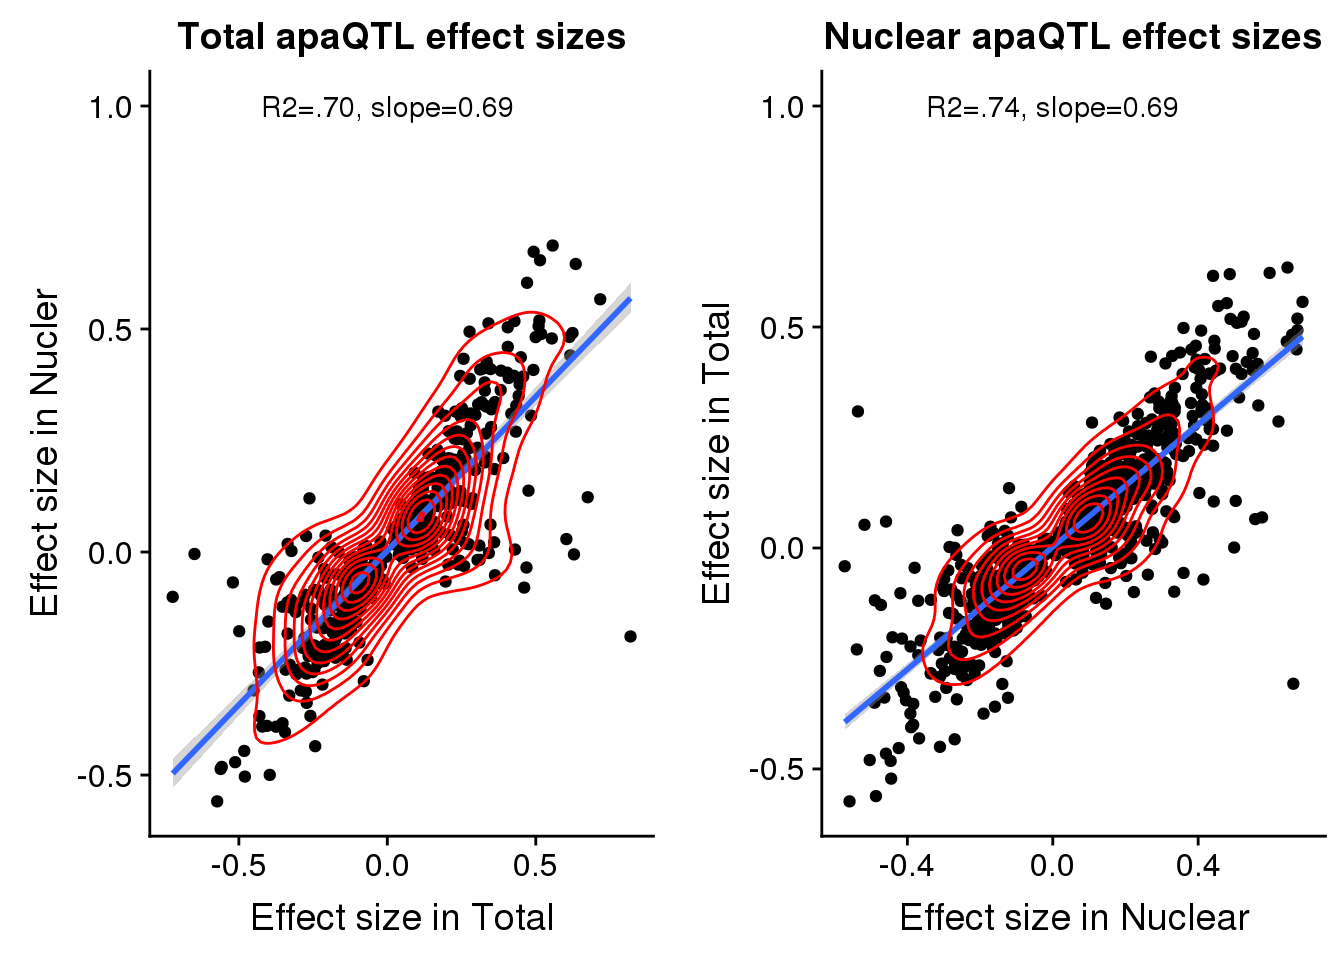 Total apaQTL effect sizes
R2=.70, slope=0.69
Effect size in Nucler
1.0
0.5
0.0
-0.5
-0.5 0.0 0.5
Effect size in Total
Nuclear apaQTL effect sizes
R2=.74, slope=0.69
Effect size in Total
1.0
0.5
0.0
-0.5
-0.4 0.0 0.4
Effect size in Nuclear